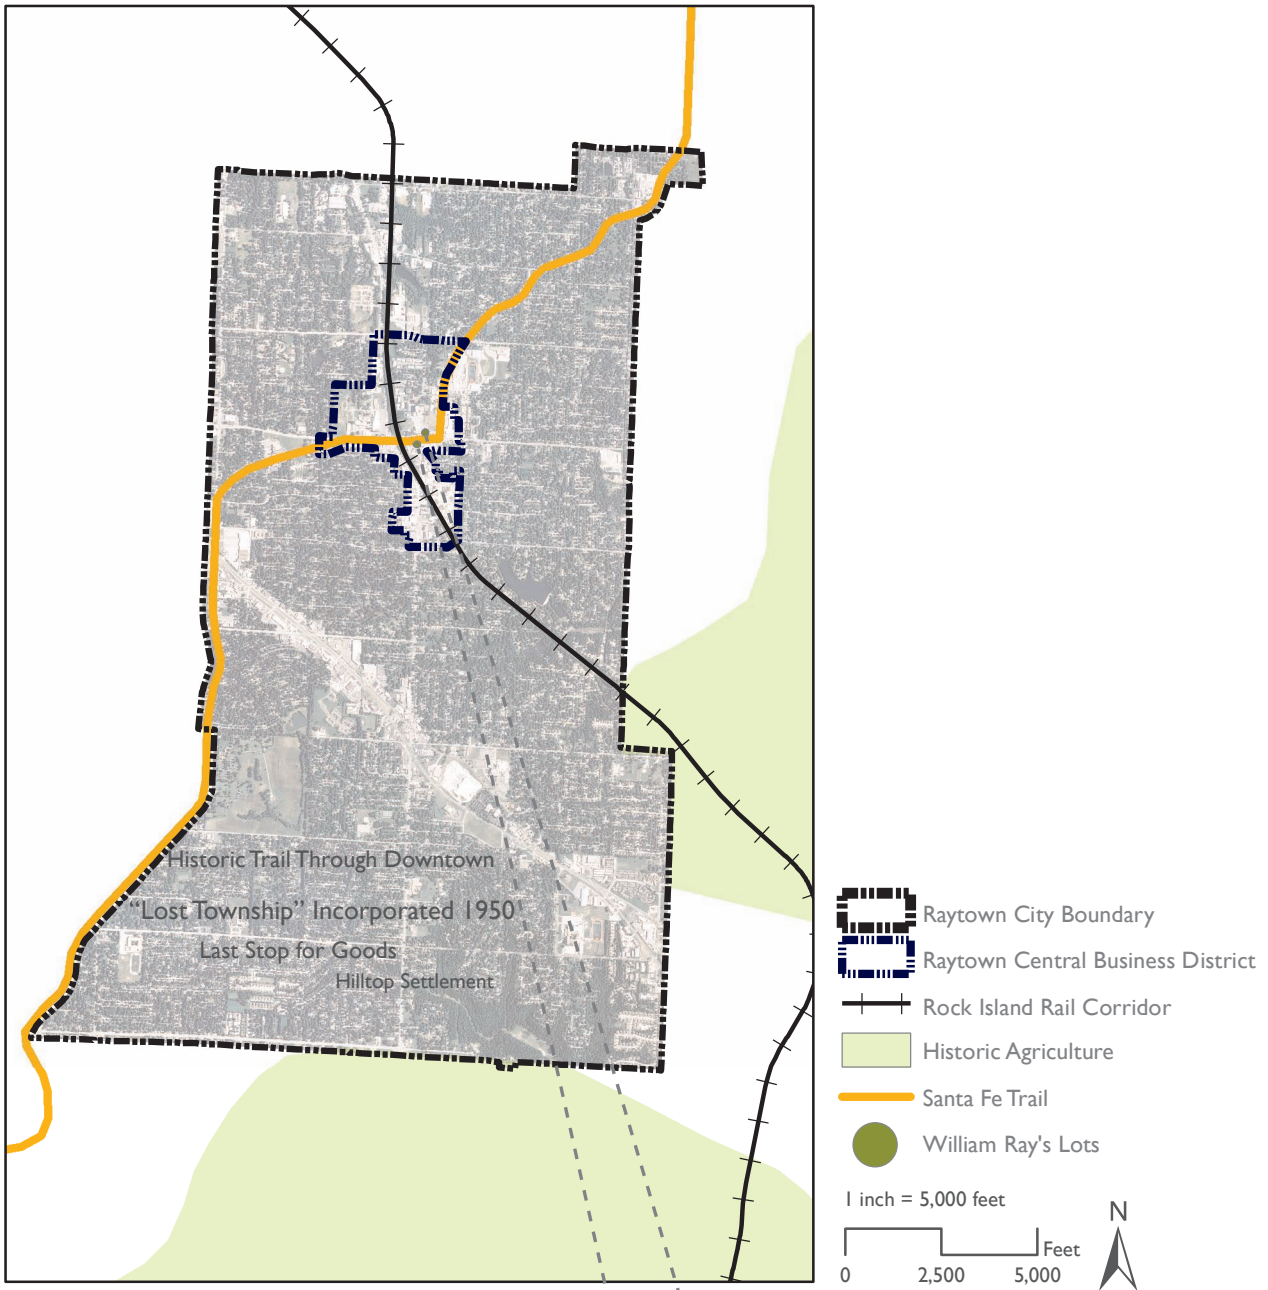 Historic Trail Through Downtown
“Lost Township” Incorporated 1950
Last Stop for Goods
Hilltop Settlement
Raytown City Boundary
Raytown Central Business District
Rock Island Rail Corridor
Historic Agriculture
Santa Fe Trail
William Ray's Lots
1 inch = 5,000 feet
N
Feet
0 2,500 5,000